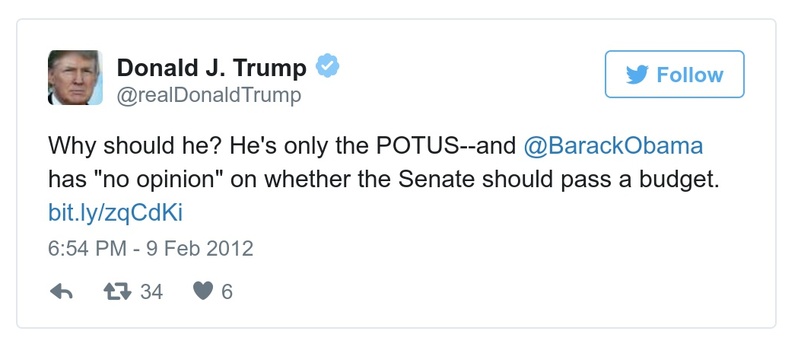 Donald J. Trump
@realDonaldTrump
Follow
Why should he? He's only the POTUS--and @BarackObama
has "no opinion" on whether the Senate should pass a budget.
bit.ly/zqCdKi
6:54 PM - 9 Feb 2012
34 6